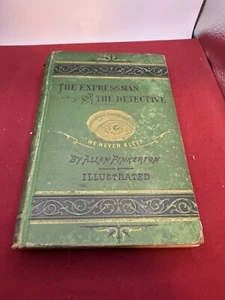 THE EXPRESSMAN
AND THE DETECTIVE
WE NEVER SLEEP
BY ALLAN PINKERTON
ILLUSTRATED